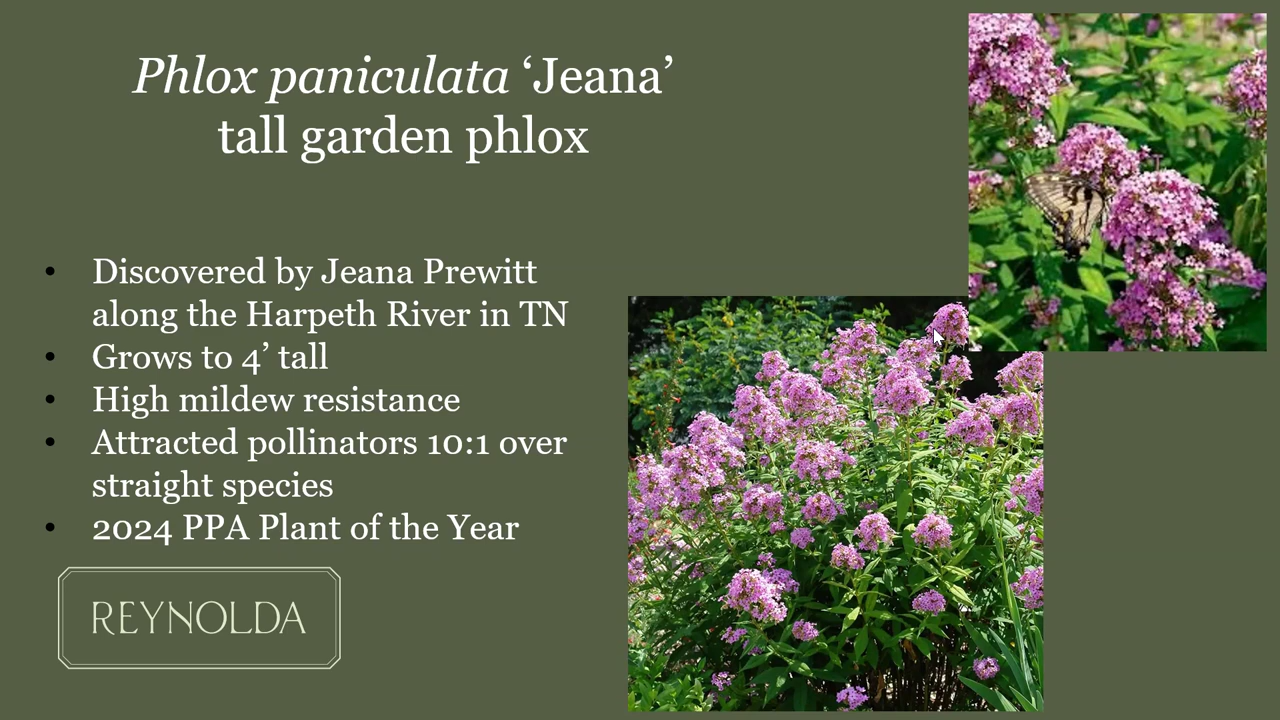 Phlox paniculata ‘Jeana’
tall garden phlox
• Discovered by Jeana Prewitt
along the Harpeth River in TN
• Grows to 4’ tall
• High mildew resistance
• Attracted pollinators 10:1 over
straight species
• 2024 PPA Plant of the Year
REYNOLDA